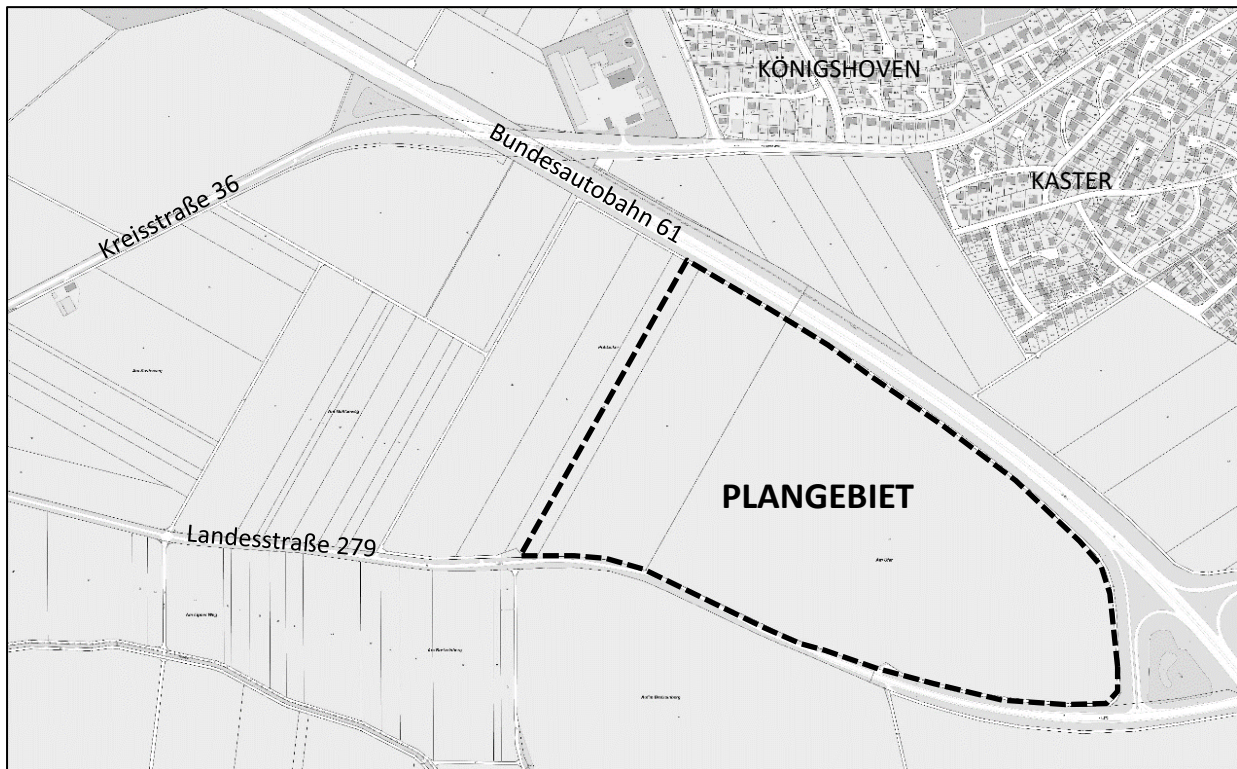 KÖNIGSHOVEN
KASTER
Bundesautobahn 61
Kreisstraße 36
PLANGEBIET
Landesstraße 279